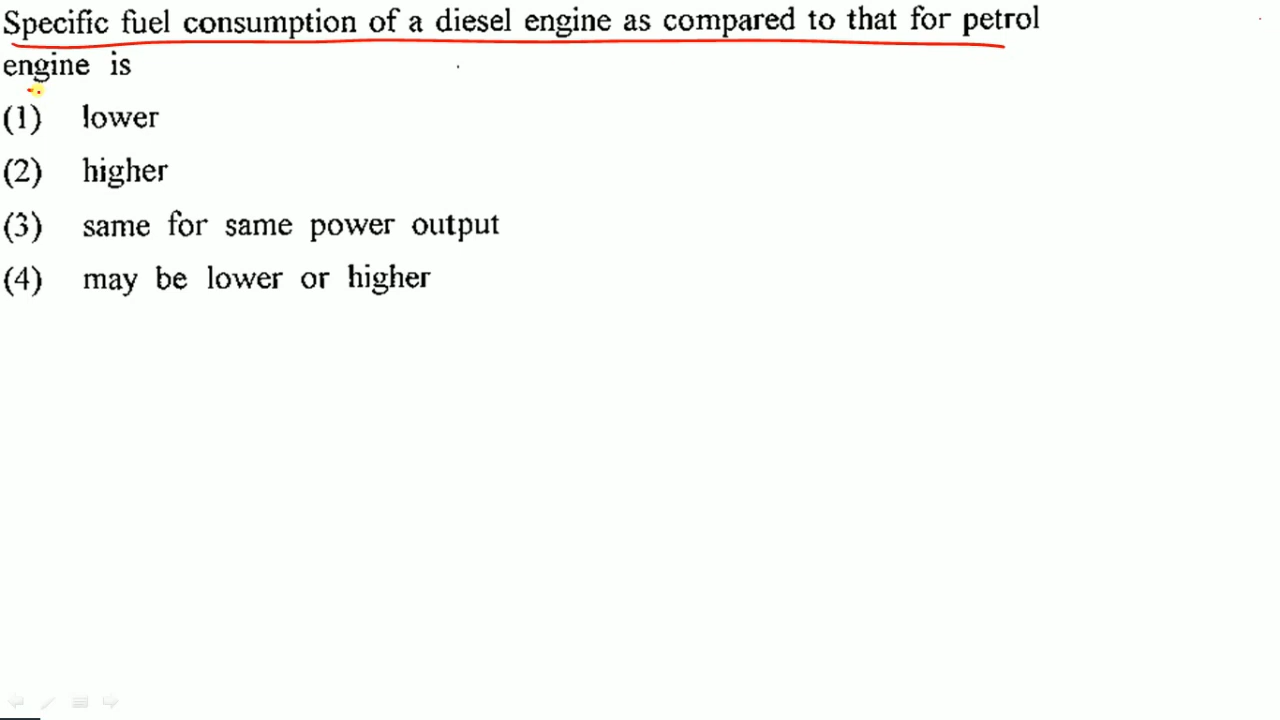 Specific fuel consumption of a diesel engine as compared to that for petrol
engine is
(1) lower
(2) higher
(3) same for same power output
(4) may be lower or higher